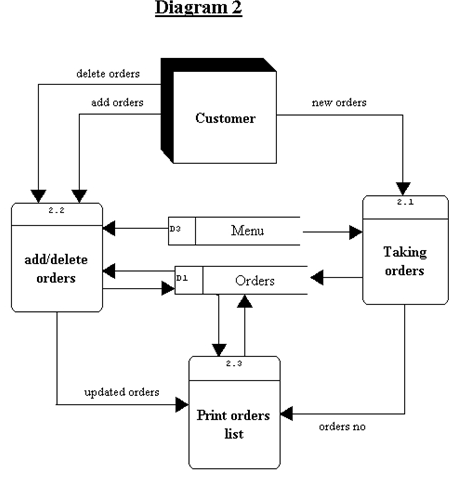 Diagram 2
delete orders
add orders
Customer
new orders
2.2
2.1
D3
Menu
add/delete
orders
Taking
orders
D1
Orders
2.3
updated orders
Print orders
list
orders no